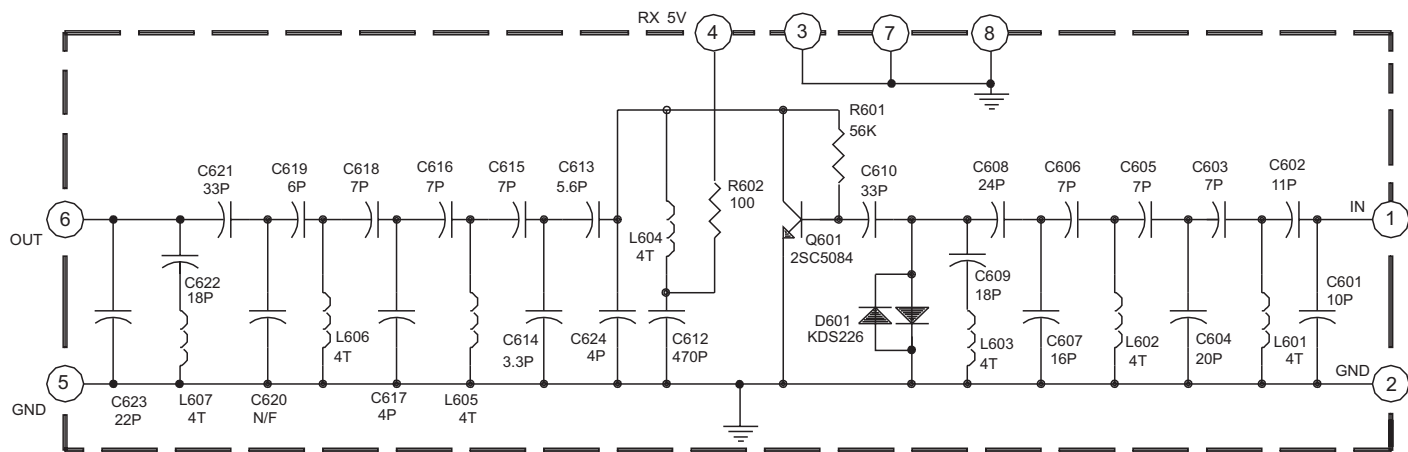 RX 5V
4
3
7
8
R601
56K
C621
33P
C619
6P
C618
7P
C616
7P
C615
7P
C613
5.6P
R602
100
C610
33P
C608
24P
C606
7P
C605
7P
C603
7P
C602
11P
6
OUT
IN
1
L604
4T
Q601
2SC5084
C622
18P
C609
18P
C601
10P
D601
KDS226
L606
4T
C614
3.3P
C624
4P
C612
470P
L603
4T
C607
16P
L602
4T
C604
20P
L601
4T
5
GND
GND
2
C623
22P
L607
4T
C620
N/F
C617
4P
L605
4T